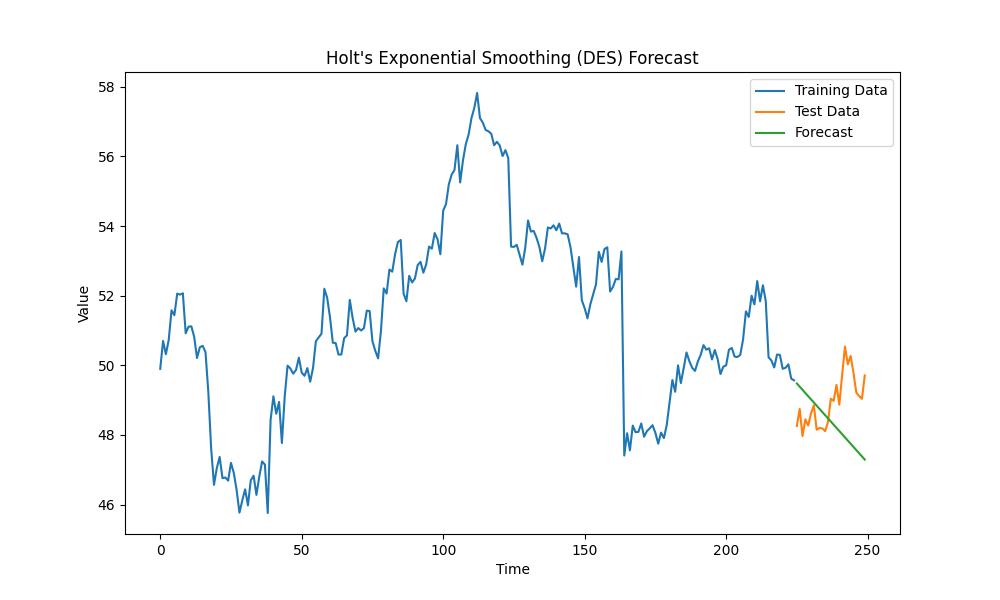 Holt's Exponential Smoothing (DES) Forecast
Training Data
Test Data
Forecast
Value
58
56
54
52
50
48
46
0 50 100 150 200 250
Time